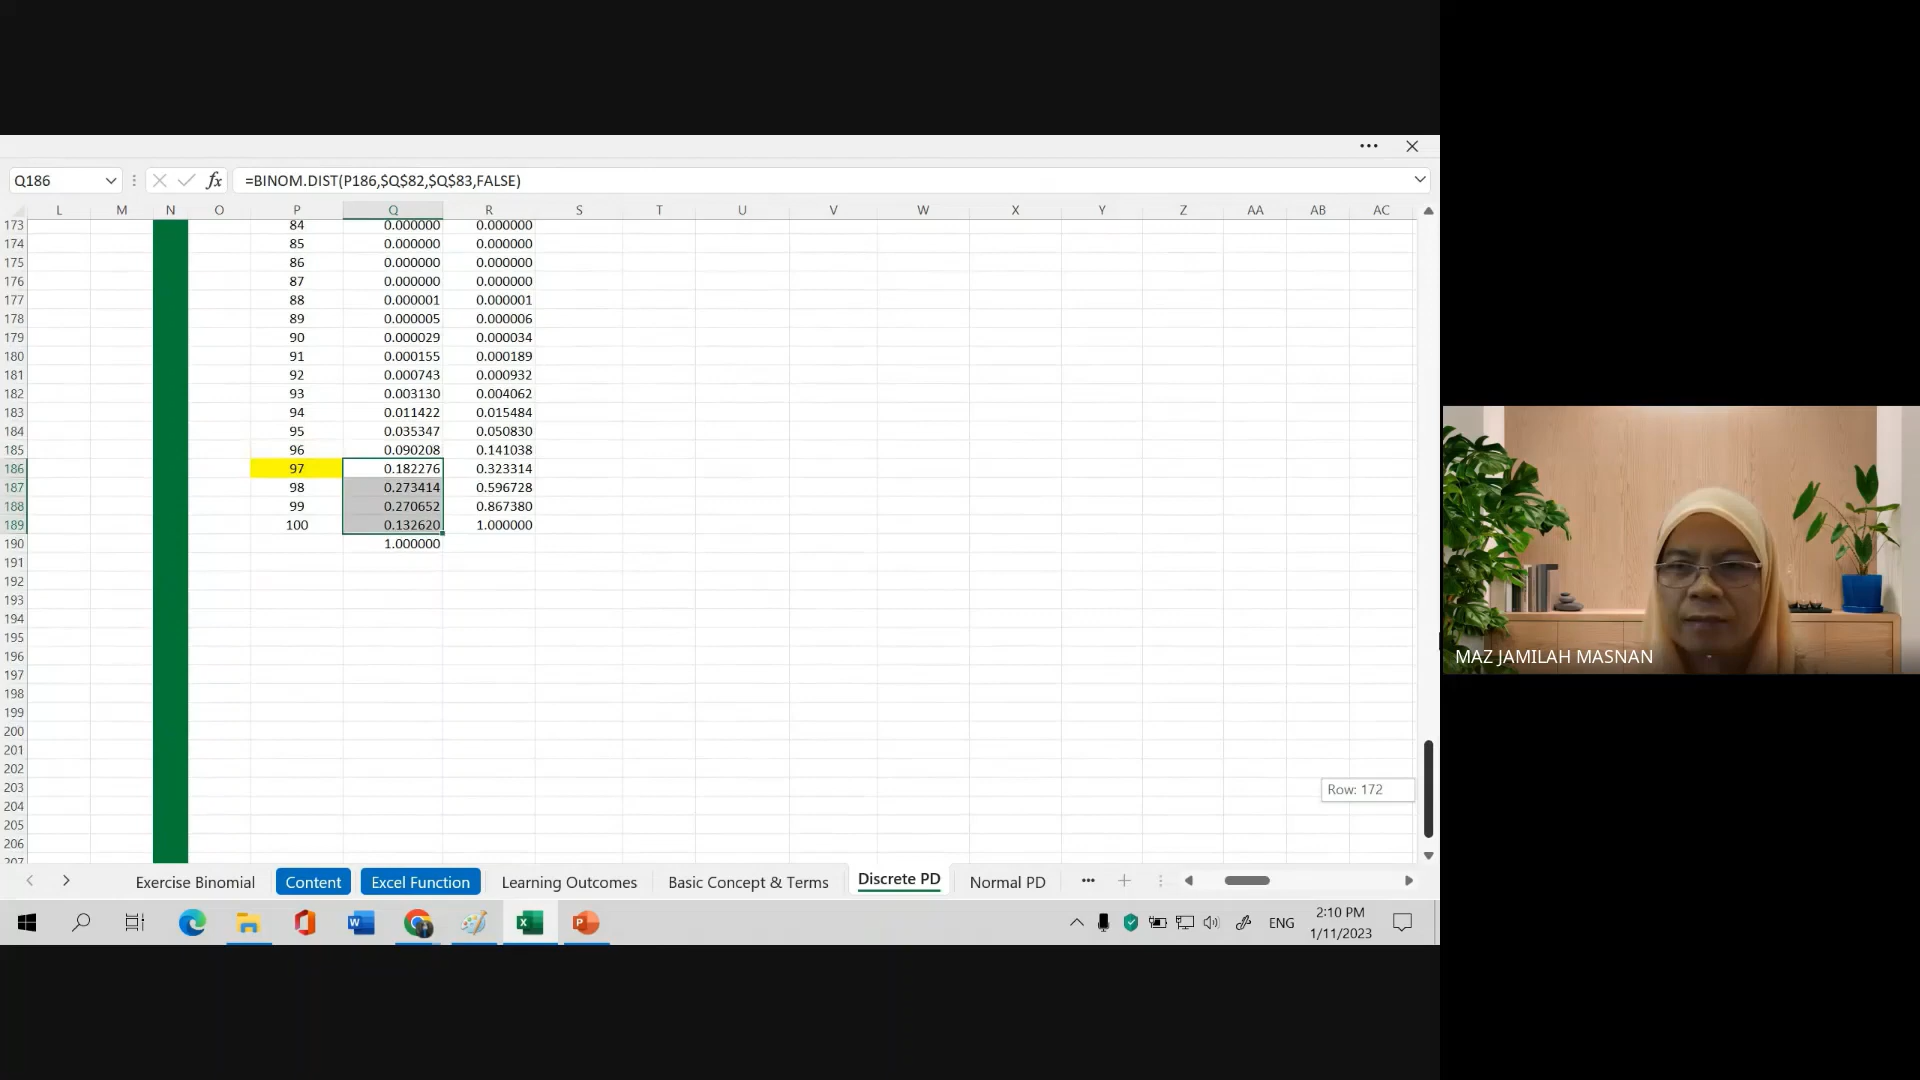 Q186
fx
=BINOM.DIST(P186,$Q$82,$Q$83,FALSE)
L M N O P Q R S T U V W X Y Z AA AB AC
173 84 0.000000 0.000000
174 85 0.000000 0.000000
175 86 0.000000 0.000000
176 87 0.000000 0.000000
177 88 0.000001 0.000001
178 89 0.000005 0.000006
179 90 0.000029 0.000034
180 91 0.000155 0.000189
181 92 0.000743 0.000932
182 93 0.003130 0.004062
183 94 0.011422 0.015484
184 95 0.035347 0.050830
185 96 0.090208 0.141038
186 97 0.182276 0.323314
187 98 0.273414 0.596728
188 99 0.270652 0.867380
189 100 0.132620 1.000000
190 1.000000
191
192
193
194
195
196
197
198
199
200
201
202
203
204
205
206
207
Row: 172
MAZ JAMILAH MASNAN
Exercise Binomial Content Excel Function Learning Outcomes Basic Concept & Terms Discrete PD Normal PD
ENG
2:10 PM
1/11/2023